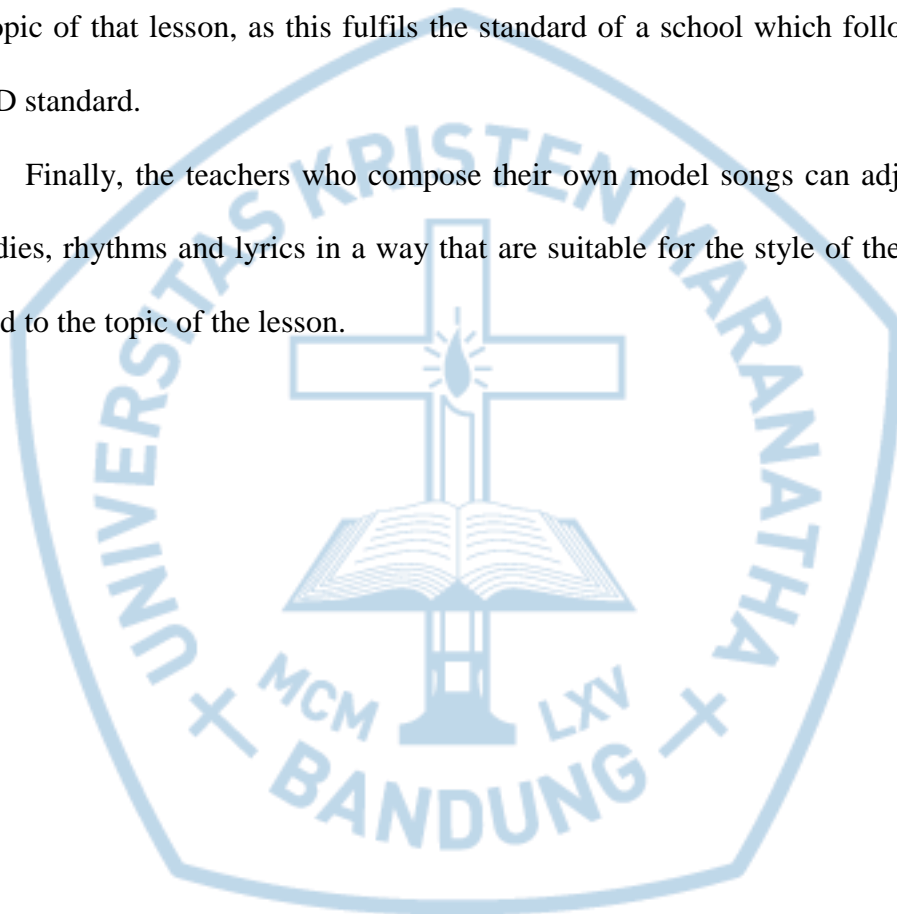 opic of that lesson, as this fulfils the standard of a school which follo
D standard.
Finally, the teachers who compose their own model songs can adj
dies, rhythms and lyrics in a way that are suitable for the style of the
d to the topic of the lesson.
UNIVERSITAS KRISTEN MARANATHA
MCM LXV
BANDUNG